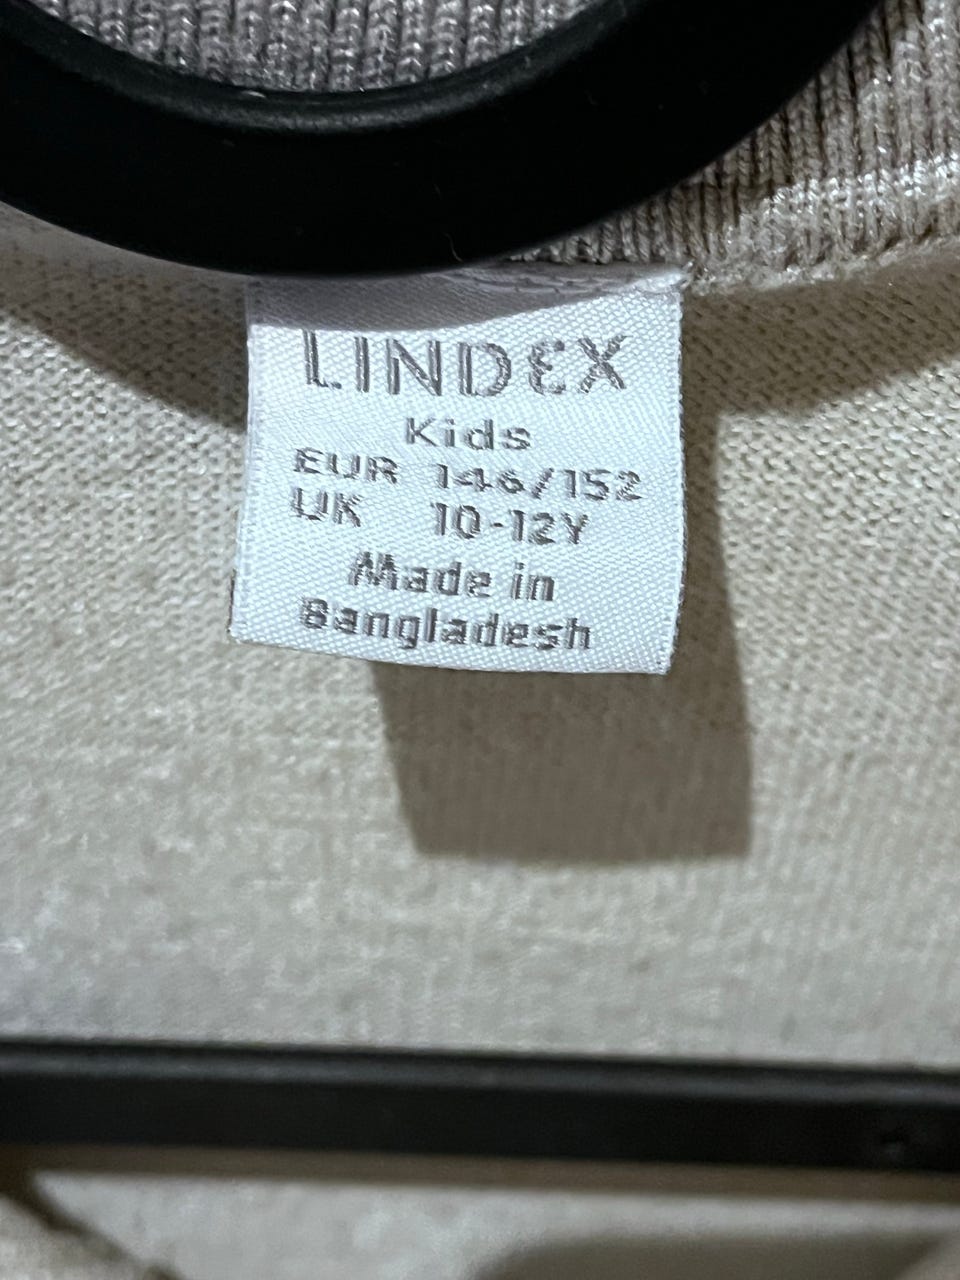 LINDEX
Kids
EUR 146/152
UK 10-12Y
Made in
Bangladesh